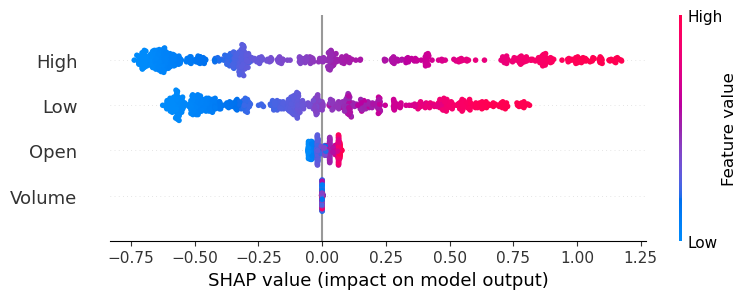 High
High
Low
Open
Volume
Feature value
Low
−0.75 −0.50 −0.25 0.00 0.25 0.50 0.75 1.00 1.25
SHAP value (impact on model output)